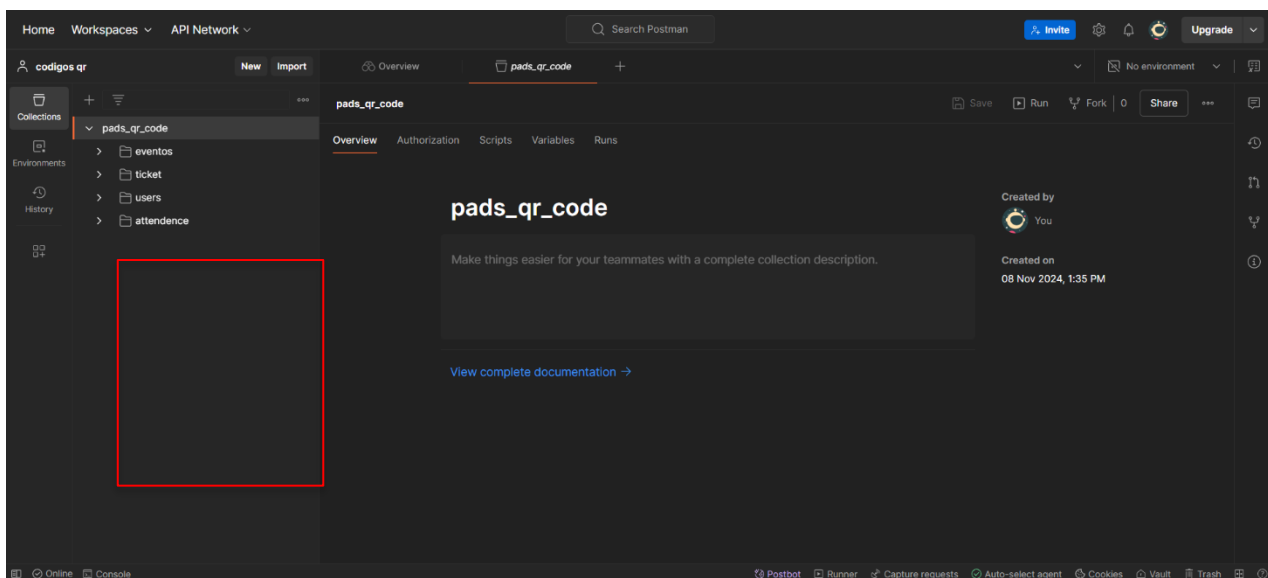 Home Workspaces API Network Search Postman Invite Upgrade
codigos qr New Import Overview pads_qr_code No environment
Collections
Environments
History
pads_qr_code
eventos
ticket
users
attendence
pads_qr_code Save Run Fork 0 Share
Overview Authorization Scripts Variables Runs
pads_qr_code
Make things easier for your teammates with a complete collection description.
View complete documentation →
Created by
You
Created on
08 Nov 2024, 1:35 PM
Online Console Postbot Runner Capture requests Auto-select agent Cookies Vault Trash